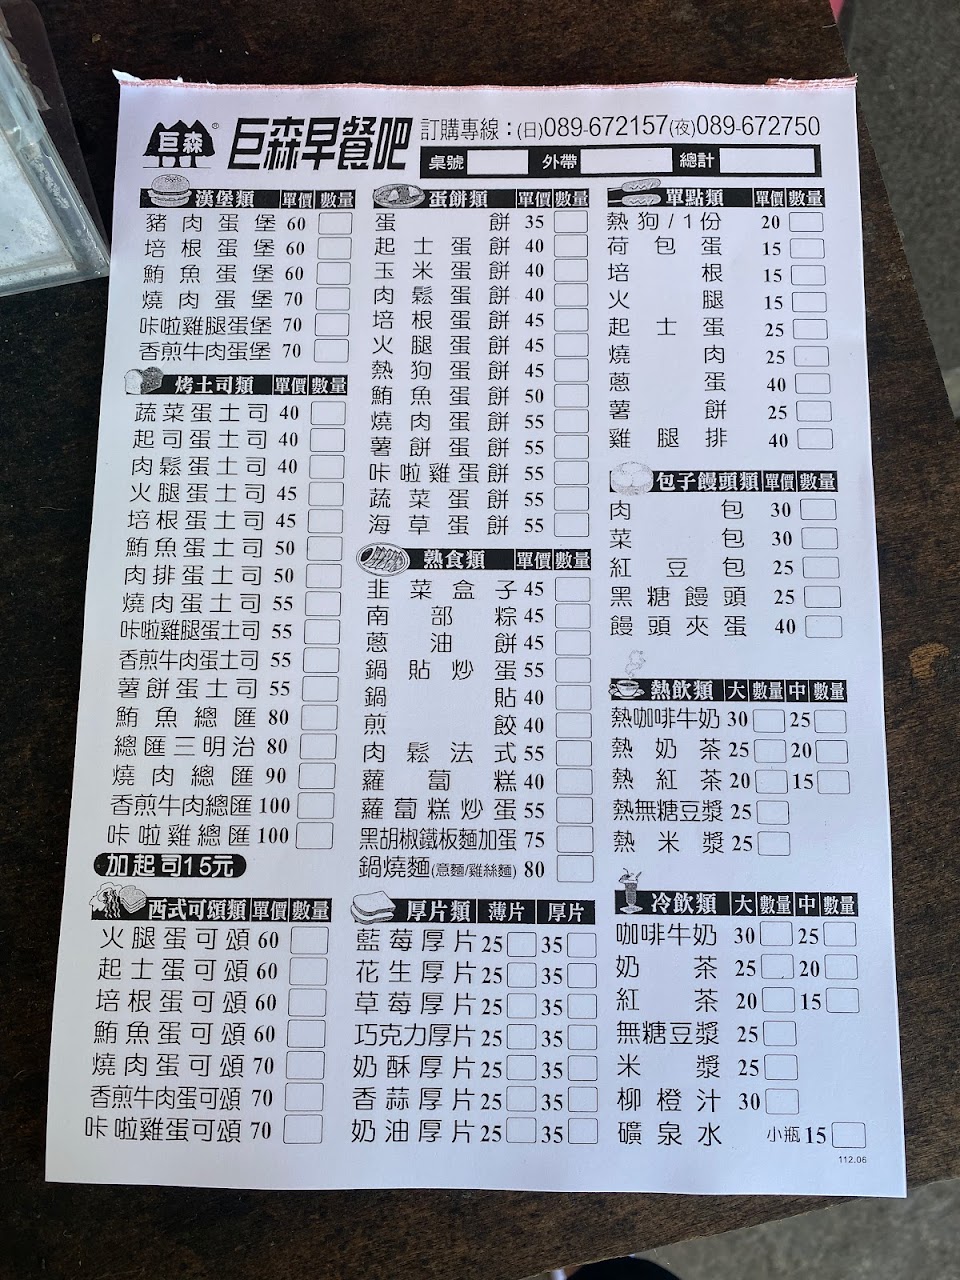 巨森®
巨森早餐吧
訂購專線：(日)089-672157(夜)089-672750
桌號 外帶 總計
漢堡類 單價 數量
豬肉蛋堡 60
培根蛋堡 60
鮪魚蛋堡 60
燒肉蛋堡 70
咔啦雞腿蛋堡 70
香煎牛肉蛋堡 70
烤土司類 單價 數量
蔬菜蛋土司 40
起司蛋土司 40
肉鬆蛋土司 40
火腿蛋土司 45
培根蛋土司 45
鮪魚蛋土司 50
肉排蛋土司 50
燒肉蛋土司 55
咔啦雞腿蛋土司 55
香煎牛肉蛋土司 55
薯餅蛋土司 55
鮪魚總匯 80
總匯三明治 80
燒肉總匯 90
香煎牛肉總匯 100
咔啦雞總匯 100
加起司15元
西式可頌類 單價 數量
火腿蛋可頌 60
起士蛋可頌 60
培根蛋可頌 60
鮪魚蛋可頌 60
燒肉蛋可頌 70
香煎牛肉蛋可頌 70
咔啦雞蛋可頌 70
蛋餅類 單價 數量
蛋餅 35
起士蛋餅 40
玉米蛋餅 40
肉鬆蛋餅 40
培根蛋餅 45
火腿蛋餅 45
熱狗蛋餅 45
鮪魚蛋餅 50
燒肉蛋餅 55
薯餅蛋餅 55
咔啦雞蛋餅 55
蔬菜蛋餅 55
海草蛋餅 55
熟食類 單價 數量
韭菜盒子 45
南部粽 45
蔥油餅 45
鍋貼炒蛋 55
鍋貼 40
煎餃 40
肉鬆法式 55
蘿蔔糕 40
蘿蔔糕炒蛋 55
黑胡椒鐵板麵加蛋 75
鍋燒麵(意麵/雞絲麵) 80
厚片類 薄片 厚片
藍莓厚片 25 35
花生厚片 25 35
草莓厚片 25 35
巧克力厚片 25 35
奶酥厚片 25 35
香蒜厚片 25 35
奶油厚片 25 35
單點類 單價 數量
熱狗/1份 20
荷包蛋 15
培根 15
火腿 15
起士蛋 25
燒肉 25
蔥蛋 40
薯餅 25
雞腿排 40
包子饅頭類 單價 數量
肉包 30
菜包 30
紅豆包 25
黑糖饅頭 25
饅頭夾蛋 40
熱飲類 大 數量 中 數量
熱咖啡牛奶 30 25
熱奶茶 25 20
熱紅茶 20 15
熱無糖豆漿 25
熱米漿 25
冷飲類 大 數量 中 數量
咖啡牛奶 30 25
奶茶 25 20
紅茶 20 15
無糖豆漿 25
米漿 25
柳橙汁 30
礦泉水 小瓶 15
112.06